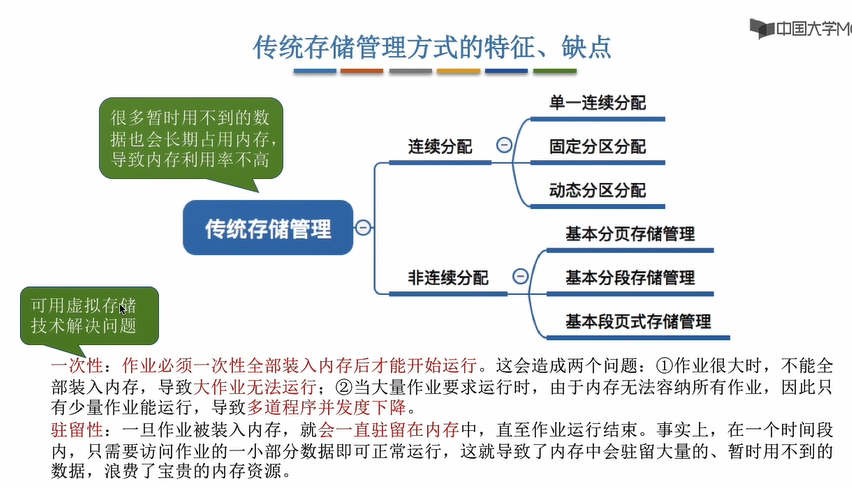 中国大学M
传统存储管理方式的特征、缺点
很多暂时用不到的数
据也会长期占用内存，
导致内存利用率不高
传统存储管理
连续分配
单一连续分配
固定分区分配
动态分区分配
非连续分配
基本分页存储管理
基本分段存储管理
基本段页式存储管理
可用虚拟存储
技术解决问题
一次性：作业必须一次性全部装入内存后才能开始运行。这会造成两个问题：①作业很大时，不能全
部装入内存，导致大作业无法运行；②当大量作业要求运行时，由于内存无法容纳所有作业，因此只
有少量作业能运行，导致多道程序并发度下降。
驻留性：一旦作业被装入内存，就会一直驻留在内存中，直至作业运行结束。事实上，在一个时间段
内，只需要访问作业的一小部分数据即可正常运行，这就导致了内存中会驻留大量的、暂时用不到的
数据，浪费了宝贵的内存资源。